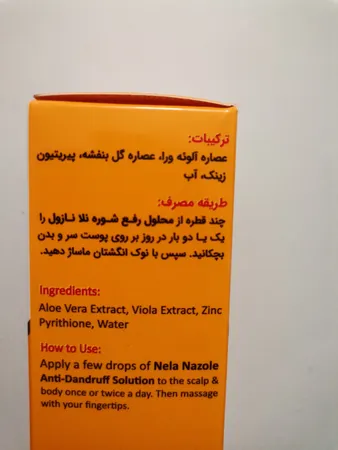 ترکیبات:
عصاره آلوئه ورا، عصاره گل بنفشه، پیریتیون
زینک، آب
طریقه مصرف:
چند قطره از محلول رفع شوره نلا نازول را
یک یا دو بار در روز بر روی پوست سر و بدن
بچکانید. سپس با نوک انگشتان ماساژ دهید.
Ingredients:
Aloe Vera Extract, Viola Extract, Zinc
Pyrithione, Water
How to Use:
Apply a few drops of Nela Nazole
Anti-Dandruff Solution to the scalp &
body once or twice a day. Then massage
with your fingertips.